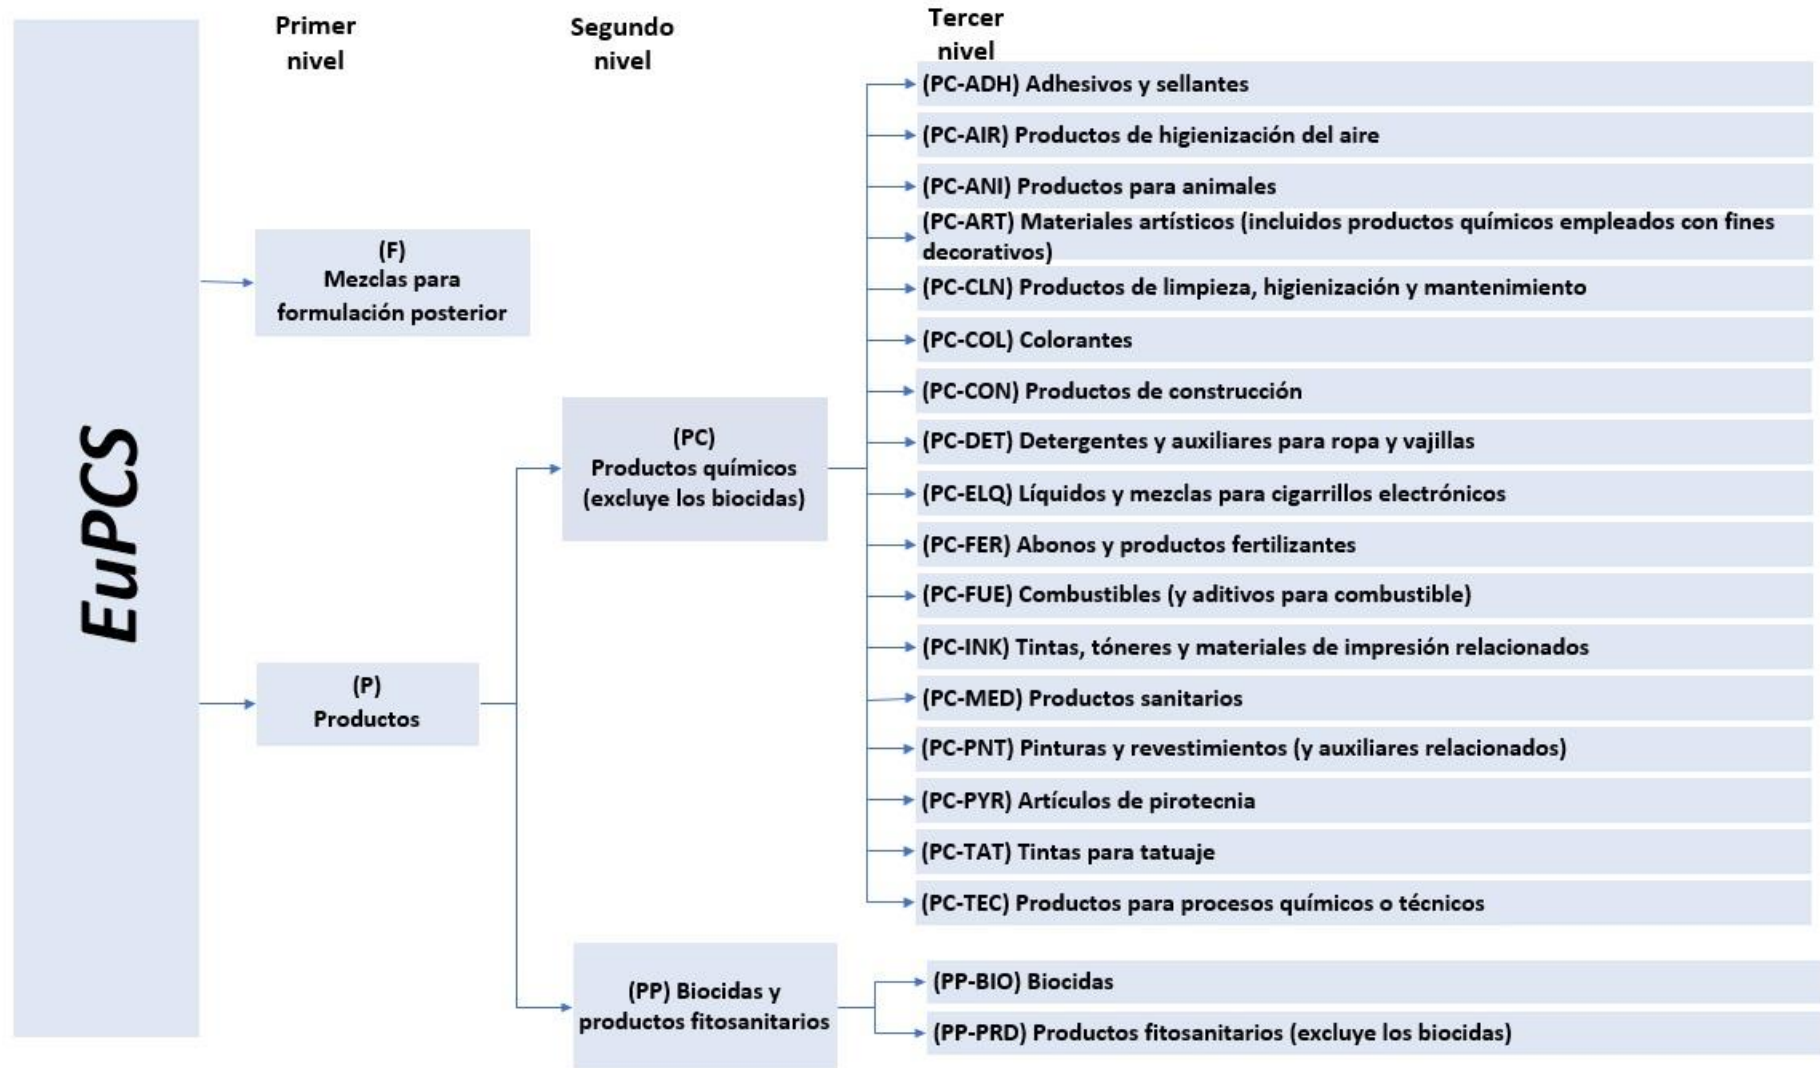 EuPCS
Primer
nivel
Segundo
nivel
Tercer
nivel
(F)
Mezclas para
formulación posterior
(P)
Productos
(PC)
Productos químicos
(excluye los biocidas)
(PC-ADH) Adhesivos y sellantes
(PC-AIR) Productos de higienización del aire
(PC-ANI) Productos para animales
(PC-ART) Materiales artísticos (incluidos productos químicos empleados con fines
decorativos)
(PC-CLN) Productos de limpieza, higienización y mantenimiento
(PC-COL) Colorantes
(PC-CON) Productos de construcción
(PC-DET) Detergentes y auxiliares para ropa y vajillas
(PC-ELQ) Líquidos y mezclas para cigarrillos electrónicos
(PC-FER) Abonos y productos fertilizantes
(PC-FUE) Combustibles (y aditivos para combustible)
(PC-INK) Tintas, tóneres y materiales de impresión relacionados
(PC-MED) Productos sanitarios
(PC-PNT) Pinturas y revestimientos (y auxiliares relacionados)
(PC-PYR) Artículos de pirotecnia
(PC-TAT) Tintas para tatuaje
(PC-TEC) Productos para procesos químicos o técnicos
(PP) Biocidas y
productos fitosanitarios
(PP-BIO) Biocidas
(PP-PRD) Productos fitosanitarios (excluye los biocidas)